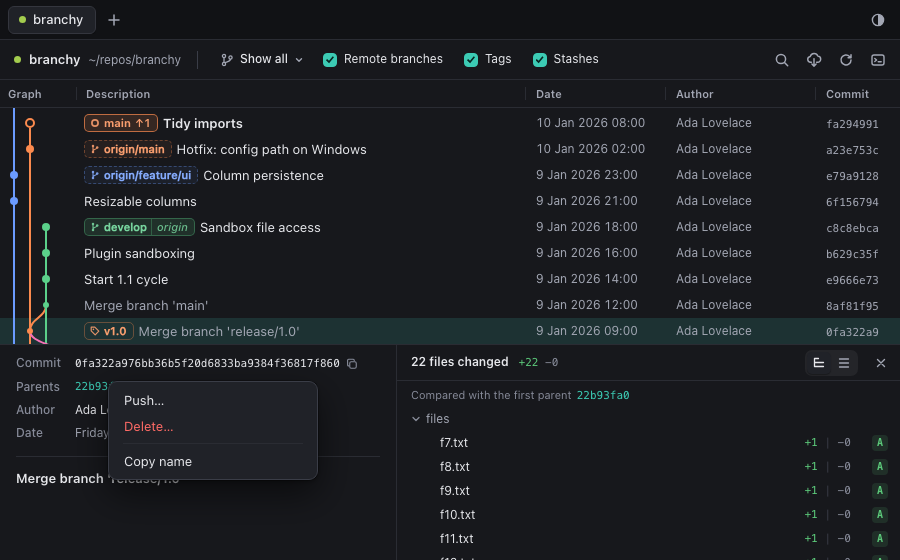 branchy
branchy ~/repos/branchy Show all Remote branches Tags Stashes
Graph Description Date Author Commit
main ↑1 Tidy imports 10 Jan 2026 08:00 Ada Lovelace fa294991
origin/main Hotfix: config path on Windows 10 Jan 2026 02:00 Ada Lovelace a23e753c
origin/feature/ui Column persistence 9 Jan 2026 23:00 Ada Lovelace e79a9128
Resizable columns 9 Jan 2026 21:00 Ada Lovelace 6f156794
develop origin Sandbox file access 9 Jan 2026 18:00 Ada Lovelace c8c8ebca
Plugin sandboxing 9 Jan 2026 16:00 Ada Lovelace b629c35f
Start 1.1 cycle 9 Jan 2026 14:00 Ada Lovelace e9666e73
Merge branch 'main' 9 Jan 2026 12:00 Ada Lovelace 8af81f95
v1.0 Merge branch 'release/1.0' 9 Jan 2026 09:00 Ada Lovelace 0fa322a9
Commit 0fa322a976bb36b5f20d6833ba9384f36817f860
Parents 22b93f
Author Ada L
Date Friday
Merge branch 'release/1.0'
Push...
Delete...
Copy name
22 files changed +22 −0
Compared with the first parent 22b93fa0
files
f7.txt +1 −0 A
f8.txt +1 −0 A
f9.txt +1 −0 A
f10.txt +1 −0 A
f11.txt +1 −0 A